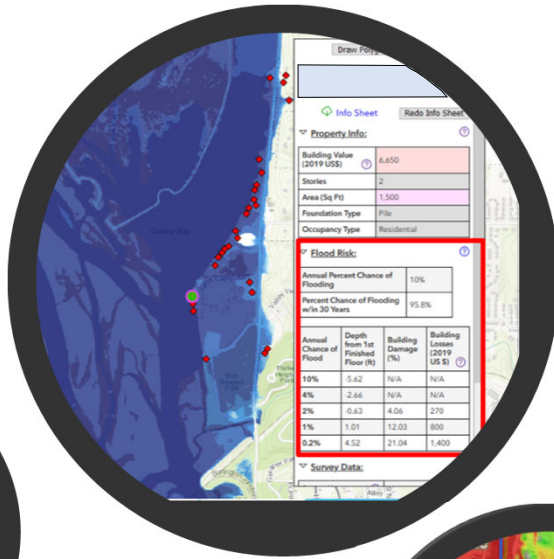 Draw Polyg
Info Sheet Redo Info Sheet
Property Info:
Building Value (2019 US$) 6,650
Stories 2
Area (Sq Ft) 1,500
Foundation Type Pile
Occupancy Type Residential
Flood Risk:
Annual Percent Chance of Flooding 10%
Percent Chance of Flooding w/in 30 Years 95.8%
Annual Chance of Flood Depth from 1st Finished Floor (ft) Building Damage (%) Building Losses (2019 US $)
10% -5.62 N/A N/A
4% -2.66 N/A N/A
2% -0.63 4.06 270
1% 1.01 12.03 800
0.2% 4.52 21.04 1,400
Survey Data: